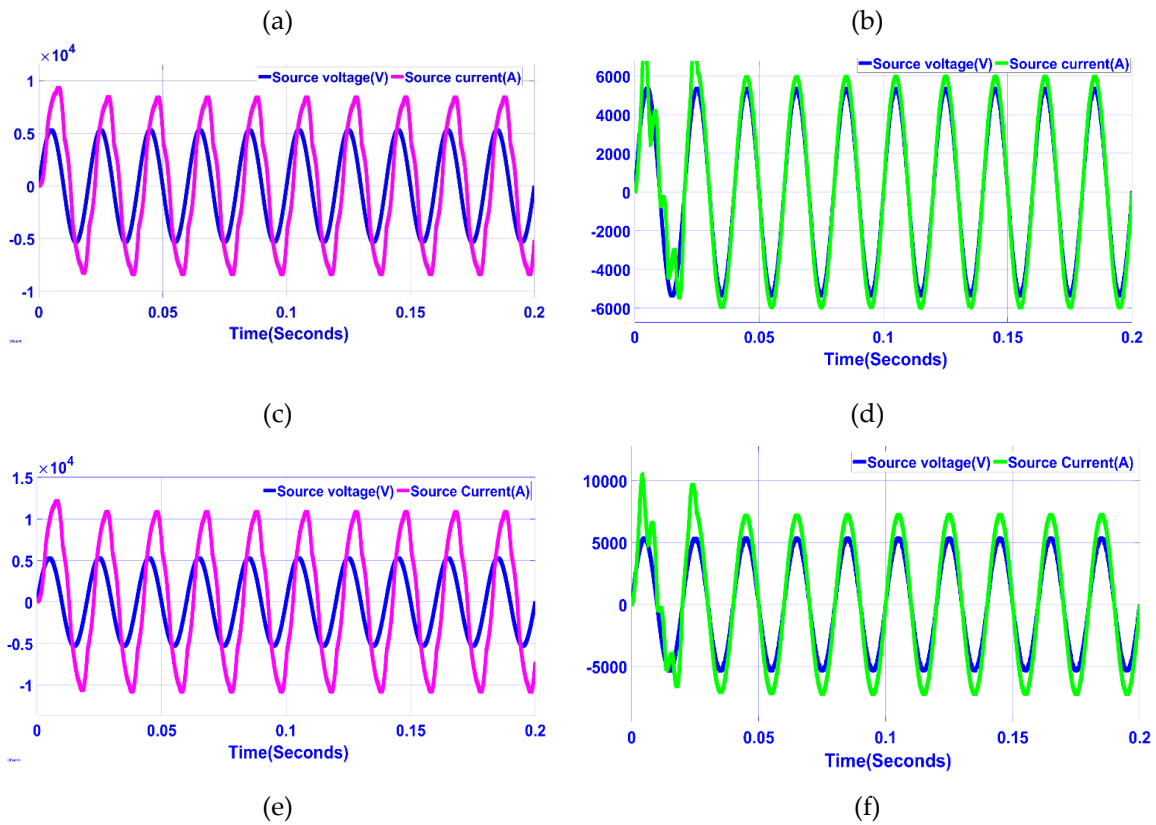 (a)
(b)
×10⁴
Source voltage(V) Source current(A)
1
0.5
0
-0.5
-1
0 0.05 0.1 0.15 0.2
Time(Seconds)
Source voltage(V) Source current(A)
6000
4000
2000
0
-2000
-4000
-6000
0 0.05 0.1 0.15 0.2
Time(Seconds)
(c)
(d)
×10⁴
1.5
Source voltage(V) Source Current(A)
1
0.5
0
-0.5
-1
0 0.05 0.1 0.15 0.2
Time(Seconds)
Source voltage(V) Source Current(A)
10000
5000
0
-5000
0 0.05 0.1 0.15 0.2
Time(Seconds)
(e)
(f)